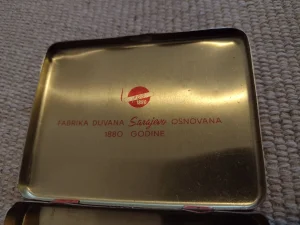 FABRIKA DUVANA Sarajevo OSNOVANA
1880 GODINE